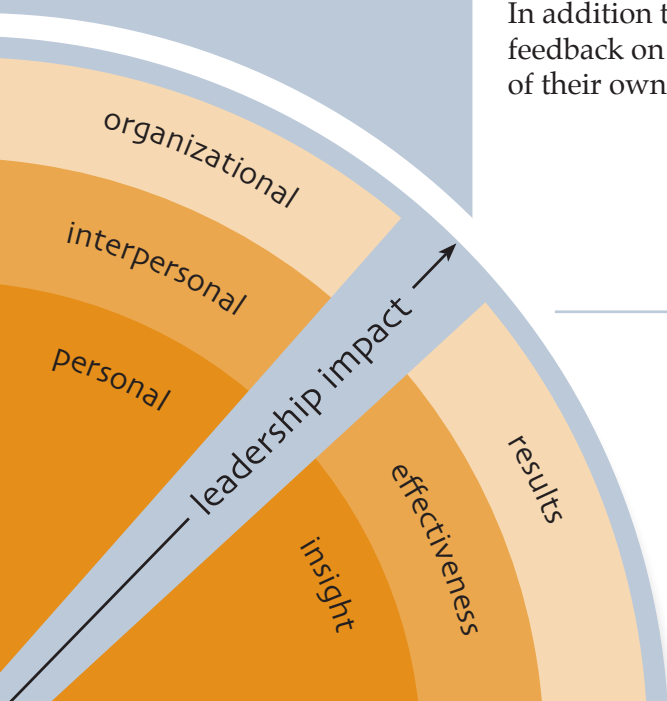 In addition t
feedback on
of their own
organizational
interpersonal
personal
leadership impact
results
effectiveness
insight